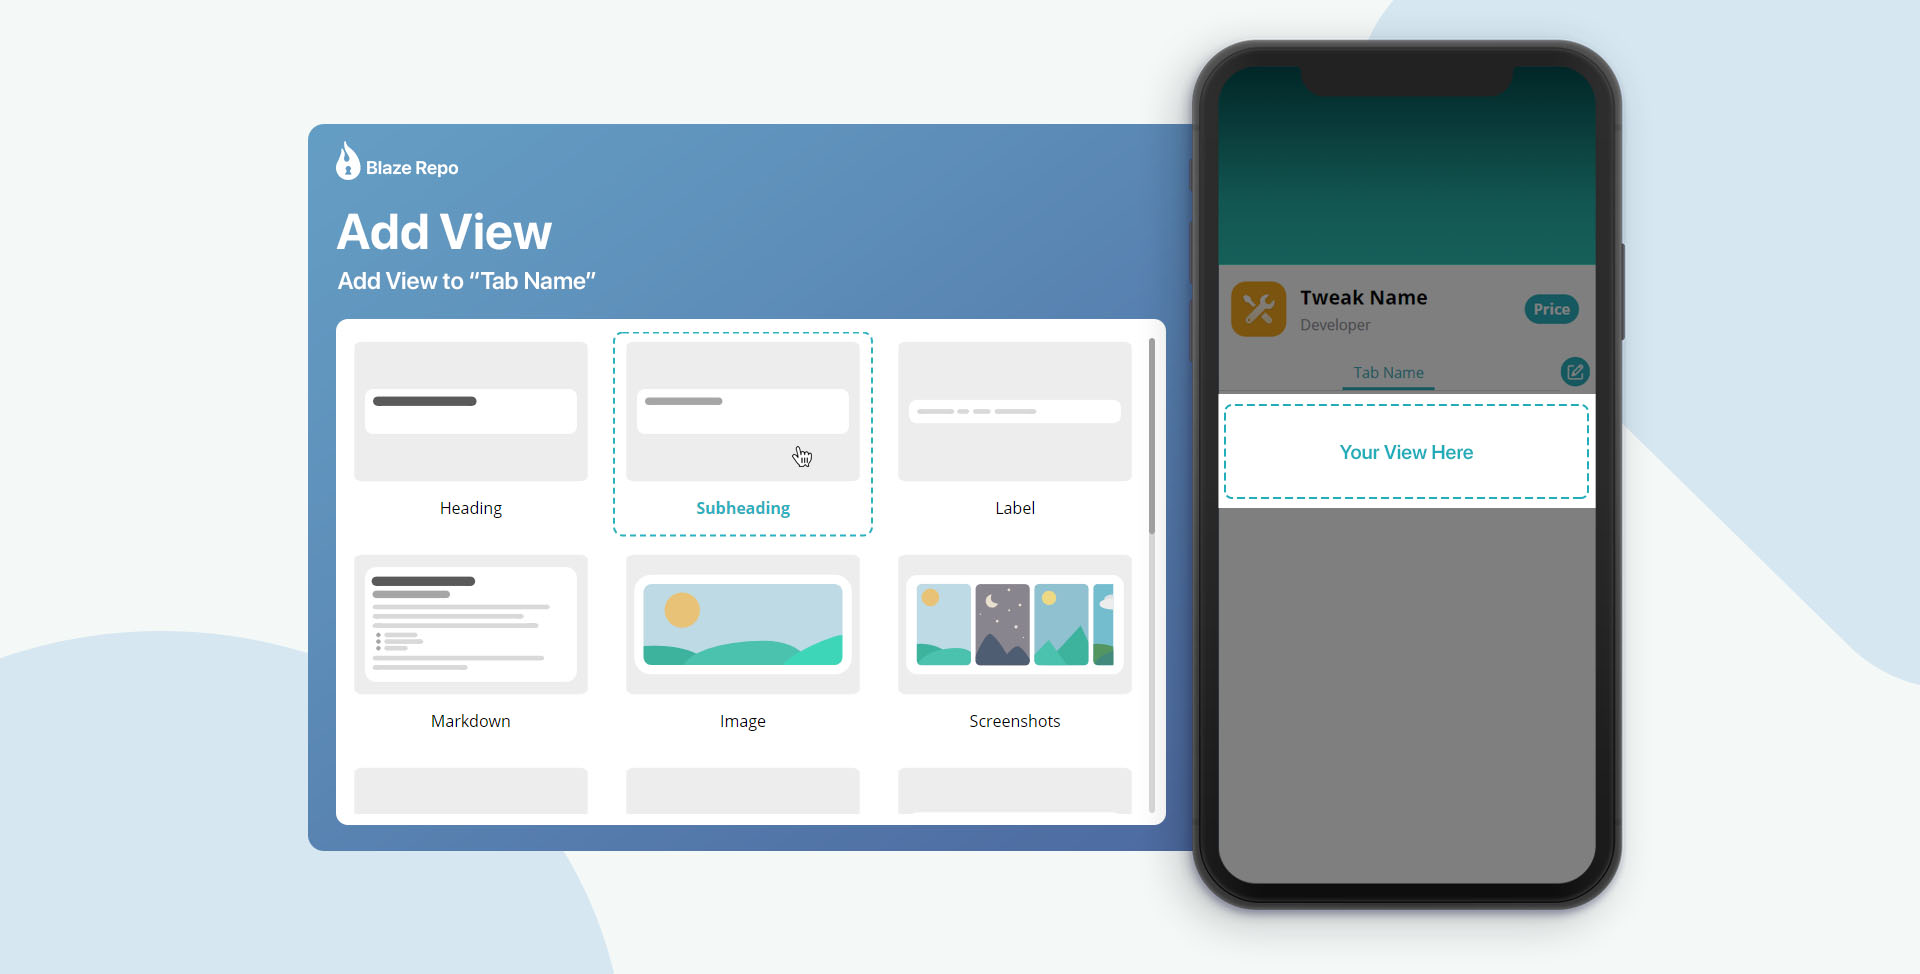 Blaze Repo
Add View
Add View to “Tab Name”
Heading
Subheading
Label
Markdown
Image
Screenshots
Tweak Name
Developer
Price
Tab Name
Your View Here